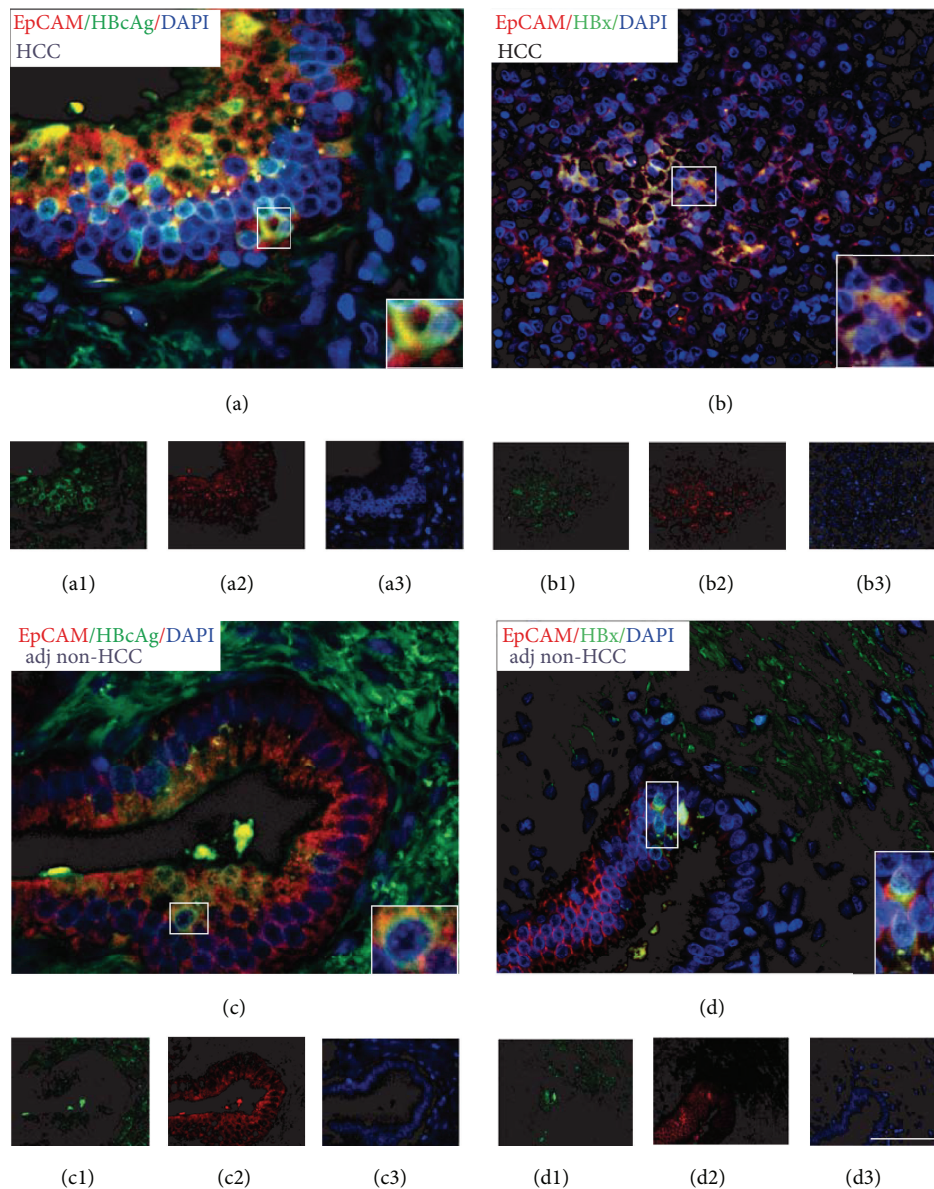 EpCAM/HBcAg/DAPI
HCC
EpCAM/HBx/DAPI
HCC
(a)
(b)
(a1)
(a2)
(a3)
(b1)
(b2)
(b3)
EpCAM/HBcAg/DAPI
adj non-HCC
EpCAM/HBx/DAPI
adj non-HCC
(c)
(d)
(c1)
(c2)
(c3)
(d1)
(d2)
(d3)